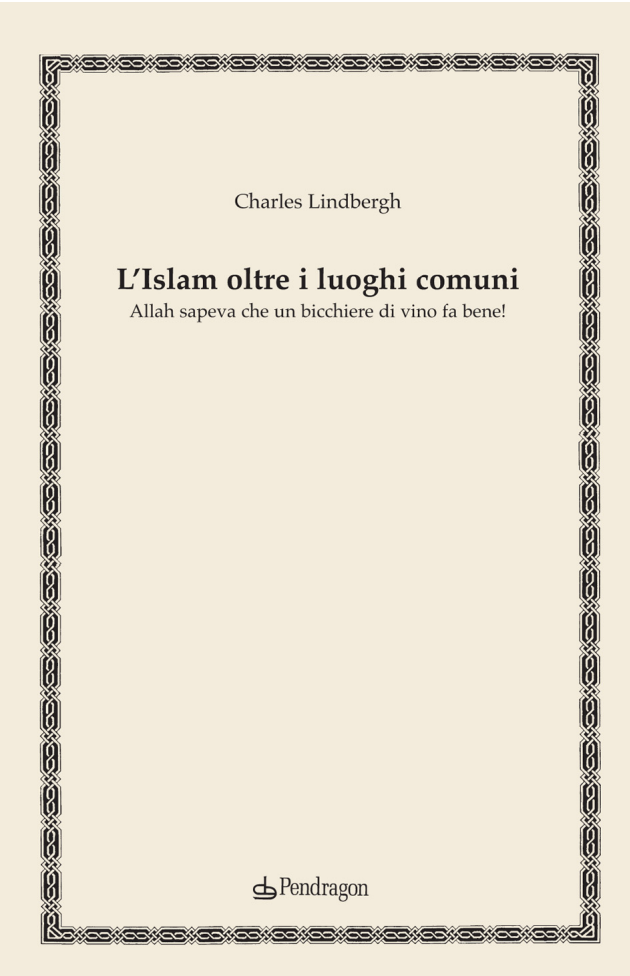 Charles Lindbergh
L’Islam oltre i luoghi comuni
Allah sapeva che un bicchiere di vino fa bene!
Pendragon